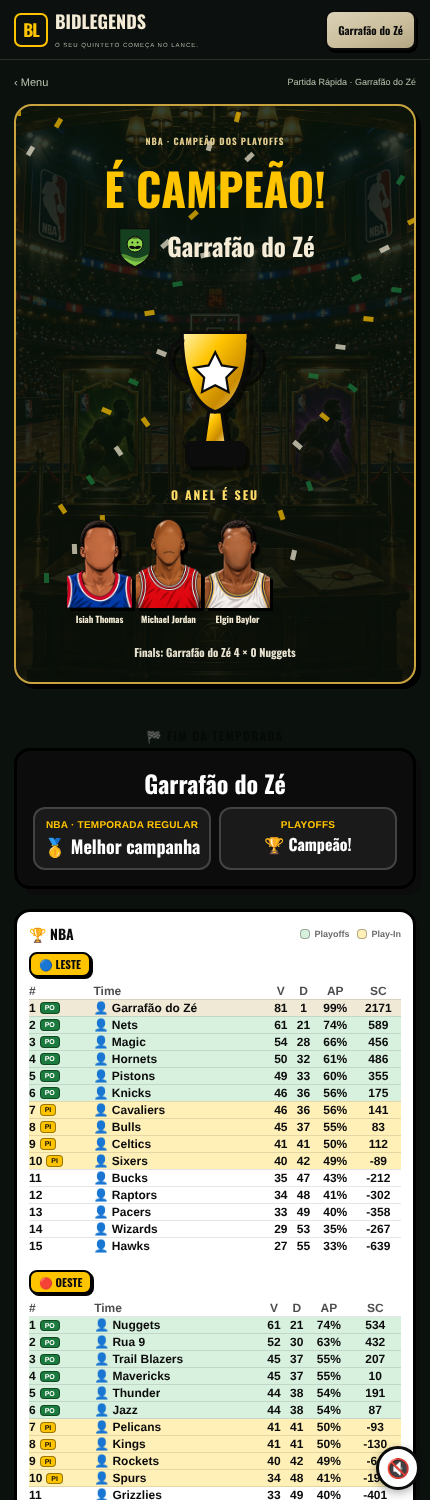 BL
BIDLEGENDS
O SEU QUINTETO COMEÇA NO LANCE.
Garrafão do Zé
‹ Menu
Partida Rápida · Garrafão do Zé
NBA · CAMPEÃO DOS PLAYOFFS
É CAMPEÃO!
Garrafão do Zé
NBA
NBA
O ANEL É SEU
Isiah Thomas Michael Jordan Elgin Baylor
Finals: Garrafão do Zé 4 × 0 Nuggets
FIM DA TEMPORADA
Garrafão do Zé
NBA · TEMPORADA REGULAR
Melhor campanha
PLAYOFFS
Campeão!
NBA
Playoffs Play-In
LESTE
# Time V D AP SC
1 PO Garrafão do Zé 81 1 99% 2171
2 PO Nets 61 21 74% 589
3 PO Magic 54 28 66% 456
4 PO Hornets 50 32 61% 486
5 PO Pistons 49 33 60% 355
6 PO Knicks 46 36 56% 175
7 PI Cavaliers 46 36 56% 141
8 PI Bulls 45 37 55% 83
9 PI Celtics 41 41 50% 112
10 PI Sixers 40 42 49% -89
11 Bucks 35 47 43% -212
12 Raptors 34 48 41% -302
13 Pacers 33 49 40% -358
14 Wizards 29 53 35% -267
15 Hawks 27 55 33% -639
OESTE
# Time V D AP SC
1 PO Nuggets 61 21 74% 534
2 PO Rua 9 52 30 63% 432
3 PO Trail Blazers 45 37 55% 207
4 PO Mavericks 45 37 55% 10
5 PO Thunder 44 38 54% 191
6 PO Jazz 44 38 54% 87
7 PI Pelicans 41 41 50% -93
8 PI Kings 41 41 50% -130
9 PI Rockets 40 42 49%
10 PI Spurs 34 48 41%
11 Grizzlies 33 49 40% -401